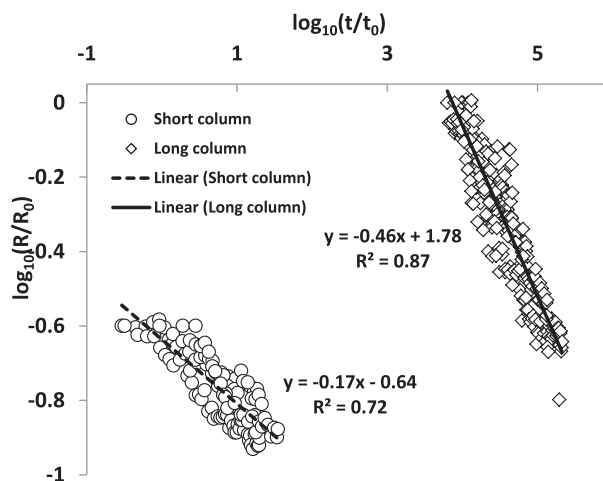 log10(t/t0)
-1 1 3 5
0
-0.2
-0.4
-0.6
-0.8
-1
log10(R/R0)
Short column
Long column
Linear (Short column)
Linear (Long column)
y = -0.46x + 1.78
R² = 0.87
y = -0.17x - 0.64
R² = 0.72